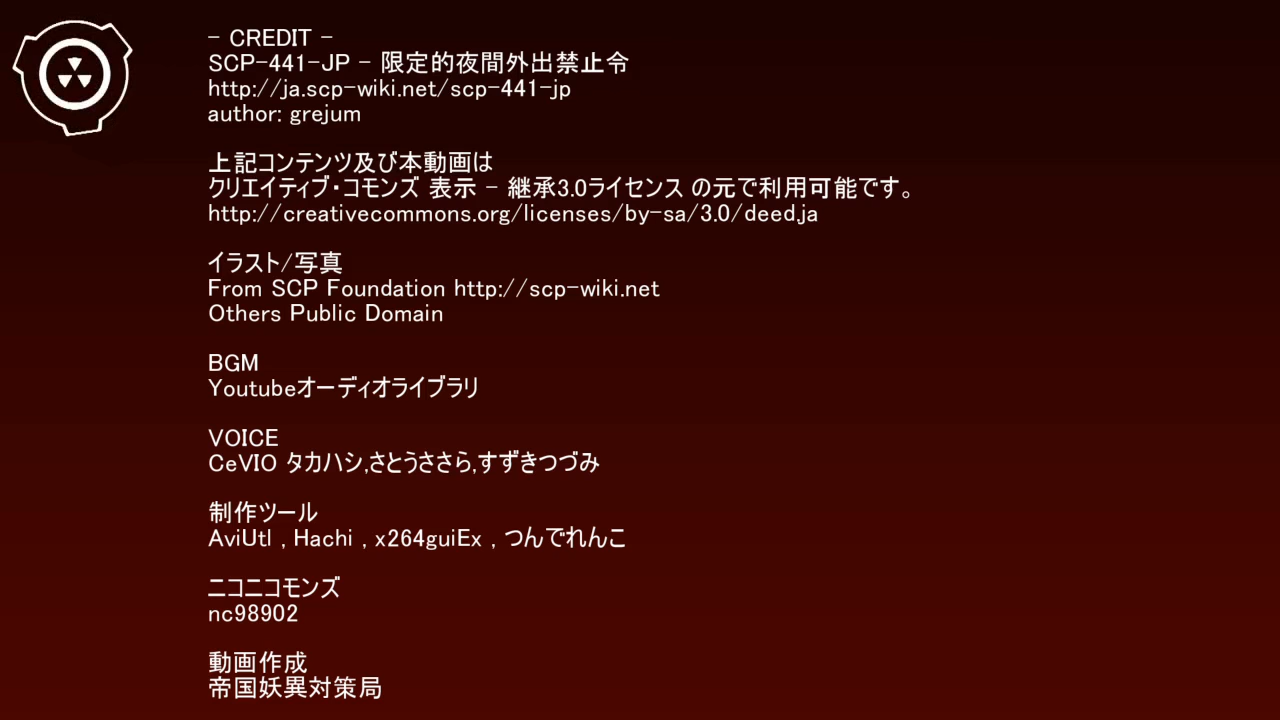 - CREDIT -
SCP-441-JP - 限定的夜間外出禁止令
http://ja.scp-wiki.net/scp-441-jp
author: grejum
上記コンテンツ及び本動画は
クリエイティブ・コモンズ 表示 - 継承3.0ライセンス の元で利用可能です。
http://creativecommons.org/licenses/by-sa/3.0/deed.ja
イラスト/写真
From SCP Foundation http://scp-wiki.net
Others Public Domain
BGM
Youtubeオーディオライブラリ
VOICE
CeVIO タカハシ,さとうささら,すずきつづみ
制作ツール
AviUtl , Hachi , x264guiEx , つんでれんこ
ニコニコモンズ
nc98902
動画作成
帝国妖異対策局